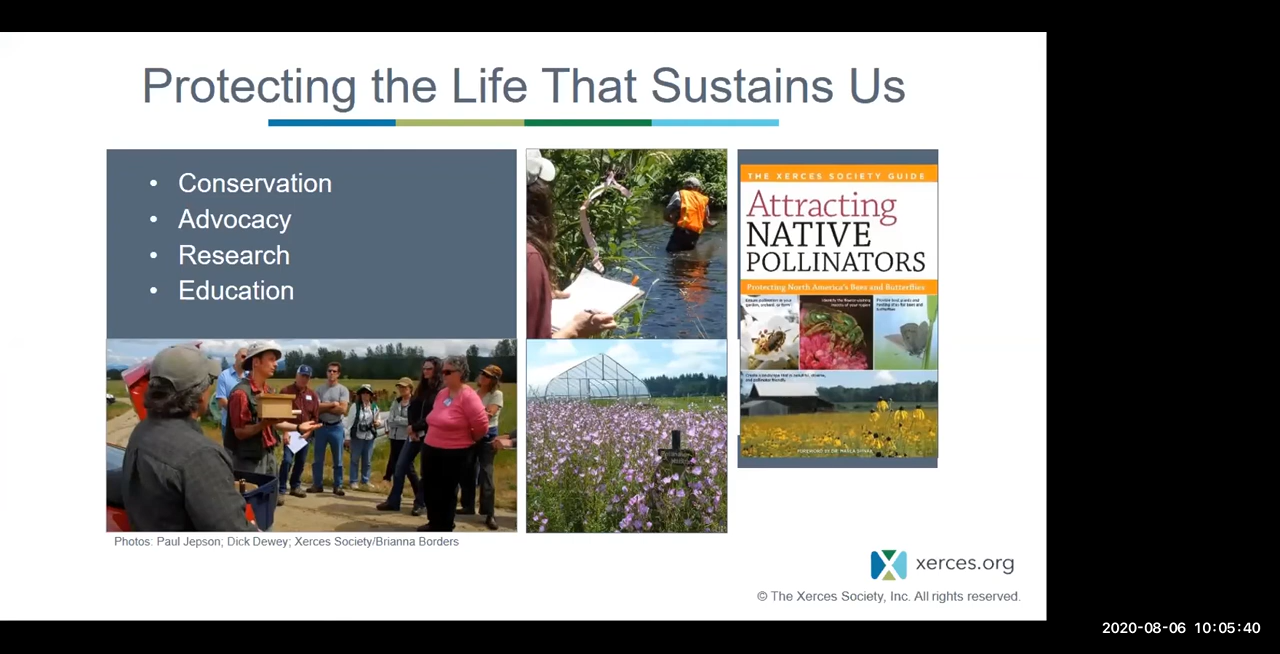 Protecting the Life That Sustains Us
• Conservation
• Advocacy
• Research
• Education
THE XERCES SOCIETY GUIDE
Attracting
NATIVE
POLLINATORS
Protecting North America's Bees and Butterflies
Photos: Paul Jepson; Dick Dewey; Xerces Society/Brianna Borders
xerces.org
© The Xerces Society, Inc. All rights reserved.
2020-08-06 10:05:40